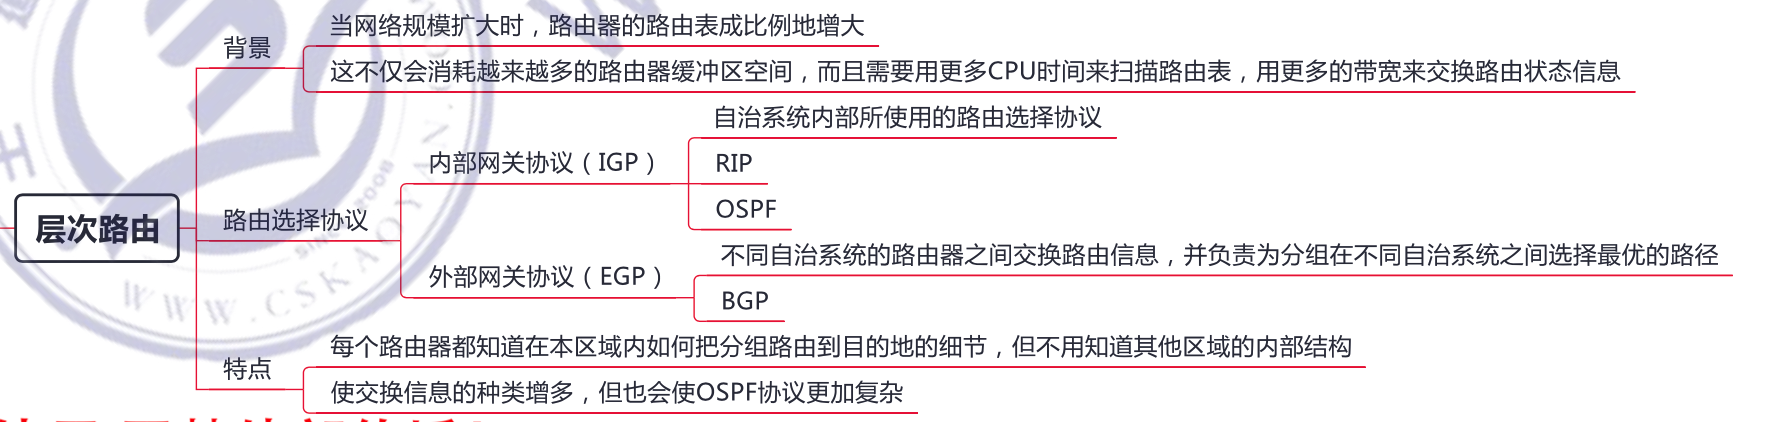 当网络规模扩大时，路由器的路由表成比例地增大
背景
这不仅会消耗越来越多的路由器缓冲区空间，而且需要用更多CPU时间来扫描路由表，用更多的带宽来交换路由状态信息
自治系统内部所使用的路由选择协议
内部网关协议（IGP）
RIP
OSPF
路由选择协议
层次路由
不同自治系统的路由器之间交换路由信息，并负责为分组在不同自治系统之间选择最优的路径
外部网关协议（EGP）
BGP
每个路由器都知道在本区域内如何把分组路由到目的地的细节，但不用知道其他区域的内部结构
特点
使交换信息的种类增多，但也会使OSPF协议更加复杂
WWW.CSKAOYAN.
SINCE 2008